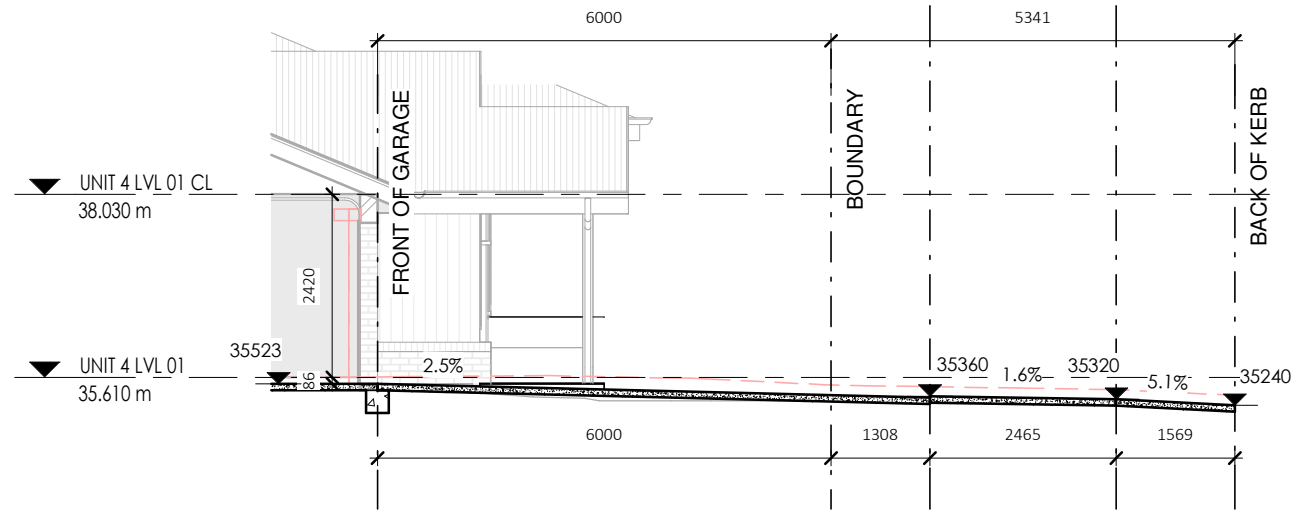 6000
5341
FRONT OF GARAGE
BOUNDARY
BACK OF KERB
UNIT 4 LVL 01 CL
38.030 m
2420
35523
UNIT 4 LVL 01
35.610 m
2.5%
35360
1.6%
35320
5.1%
35240
6000
1308
2465
1569